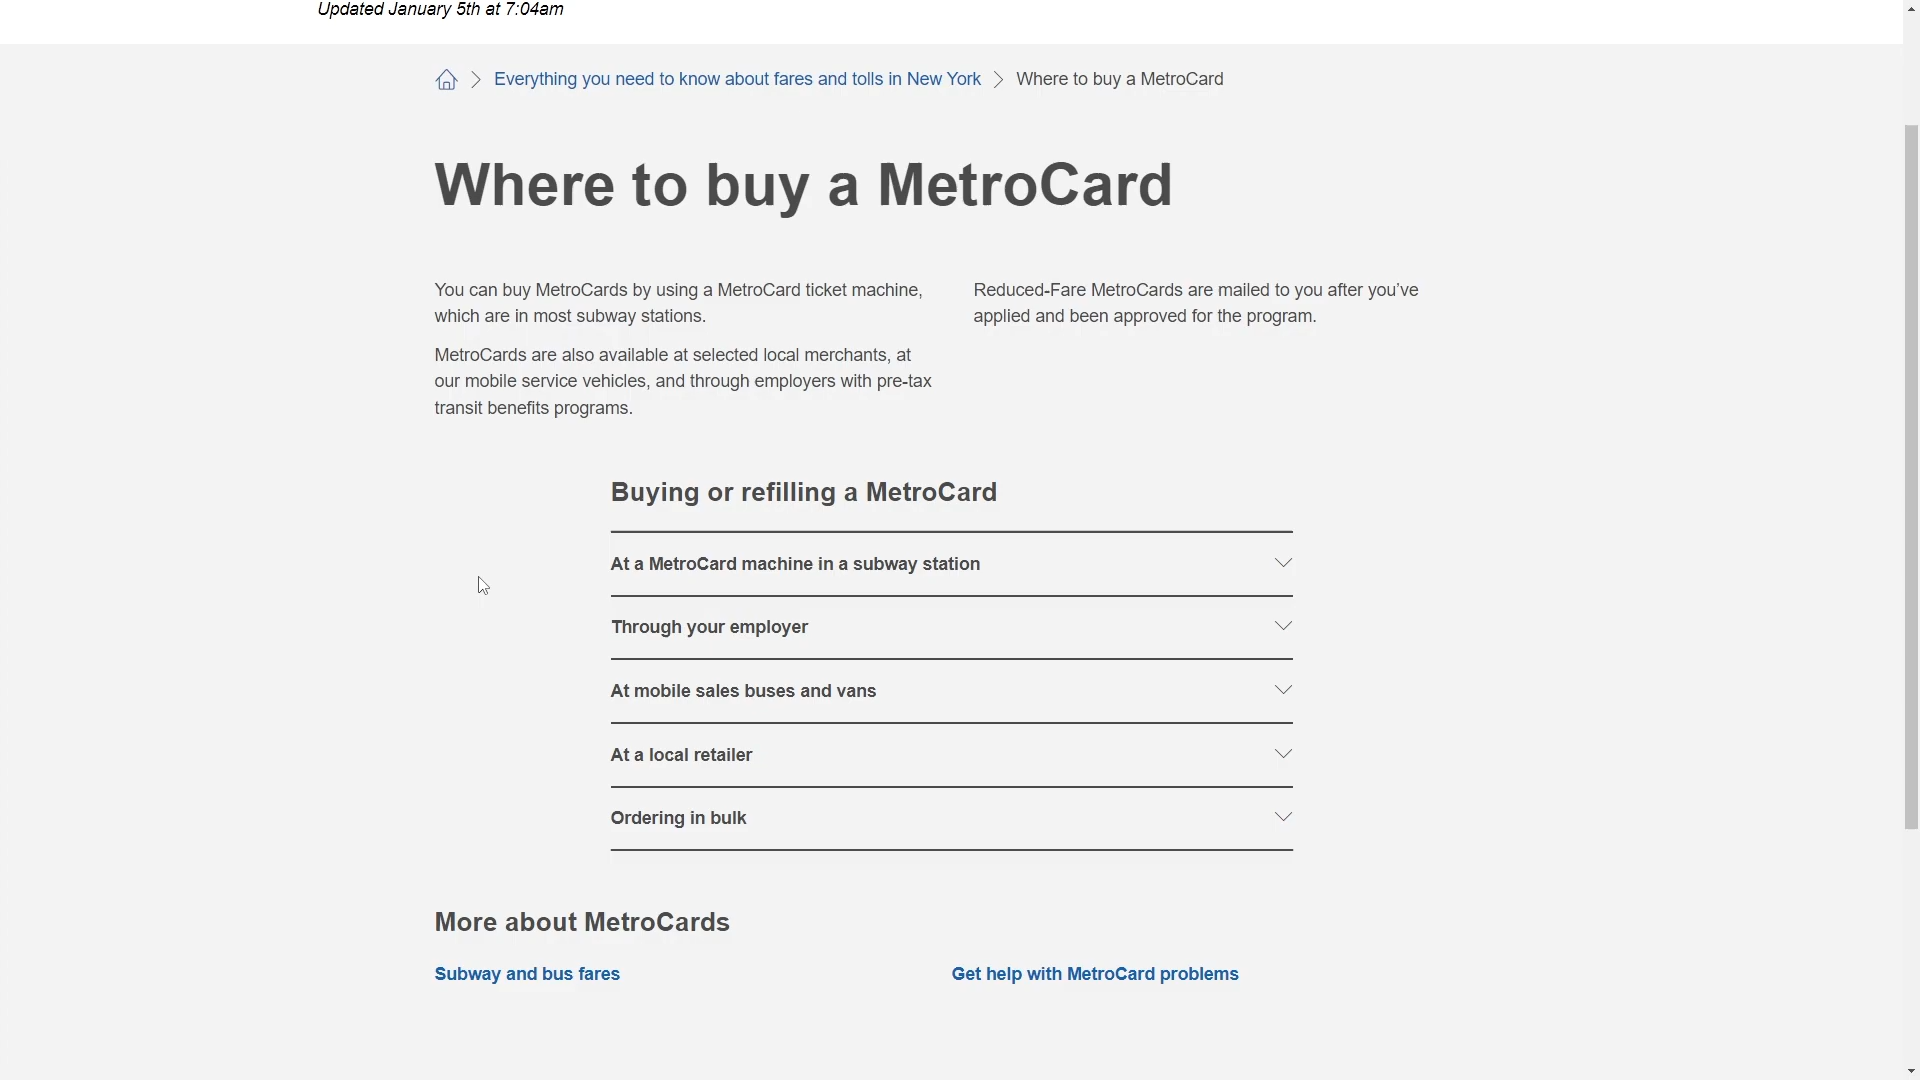 Updated January 5th at 7:04am
Everything you need to know about fares and tolls in New York
Where to buy a MetroCard
Where to buy a MetroCard
You can buy MetroCards by using a MetroCard ticket machine,
which are in most subway stations.
MetroCards are also available at selected local merchants, at
our mobile service vehicles, and through employers with pre-tax
transit benefits programs.
Reduced-Fare MetroCards are mailed to you after you’ve
applied and been approved for the program.
Buying or refilling a MetroCard
At a MetroCard machine in a subway station
Through your employer
At mobile sales buses and vans
At a local retailer
Ordering in bulk
More about MetroCards
Subway and bus fares
Get help with MetroCard problems